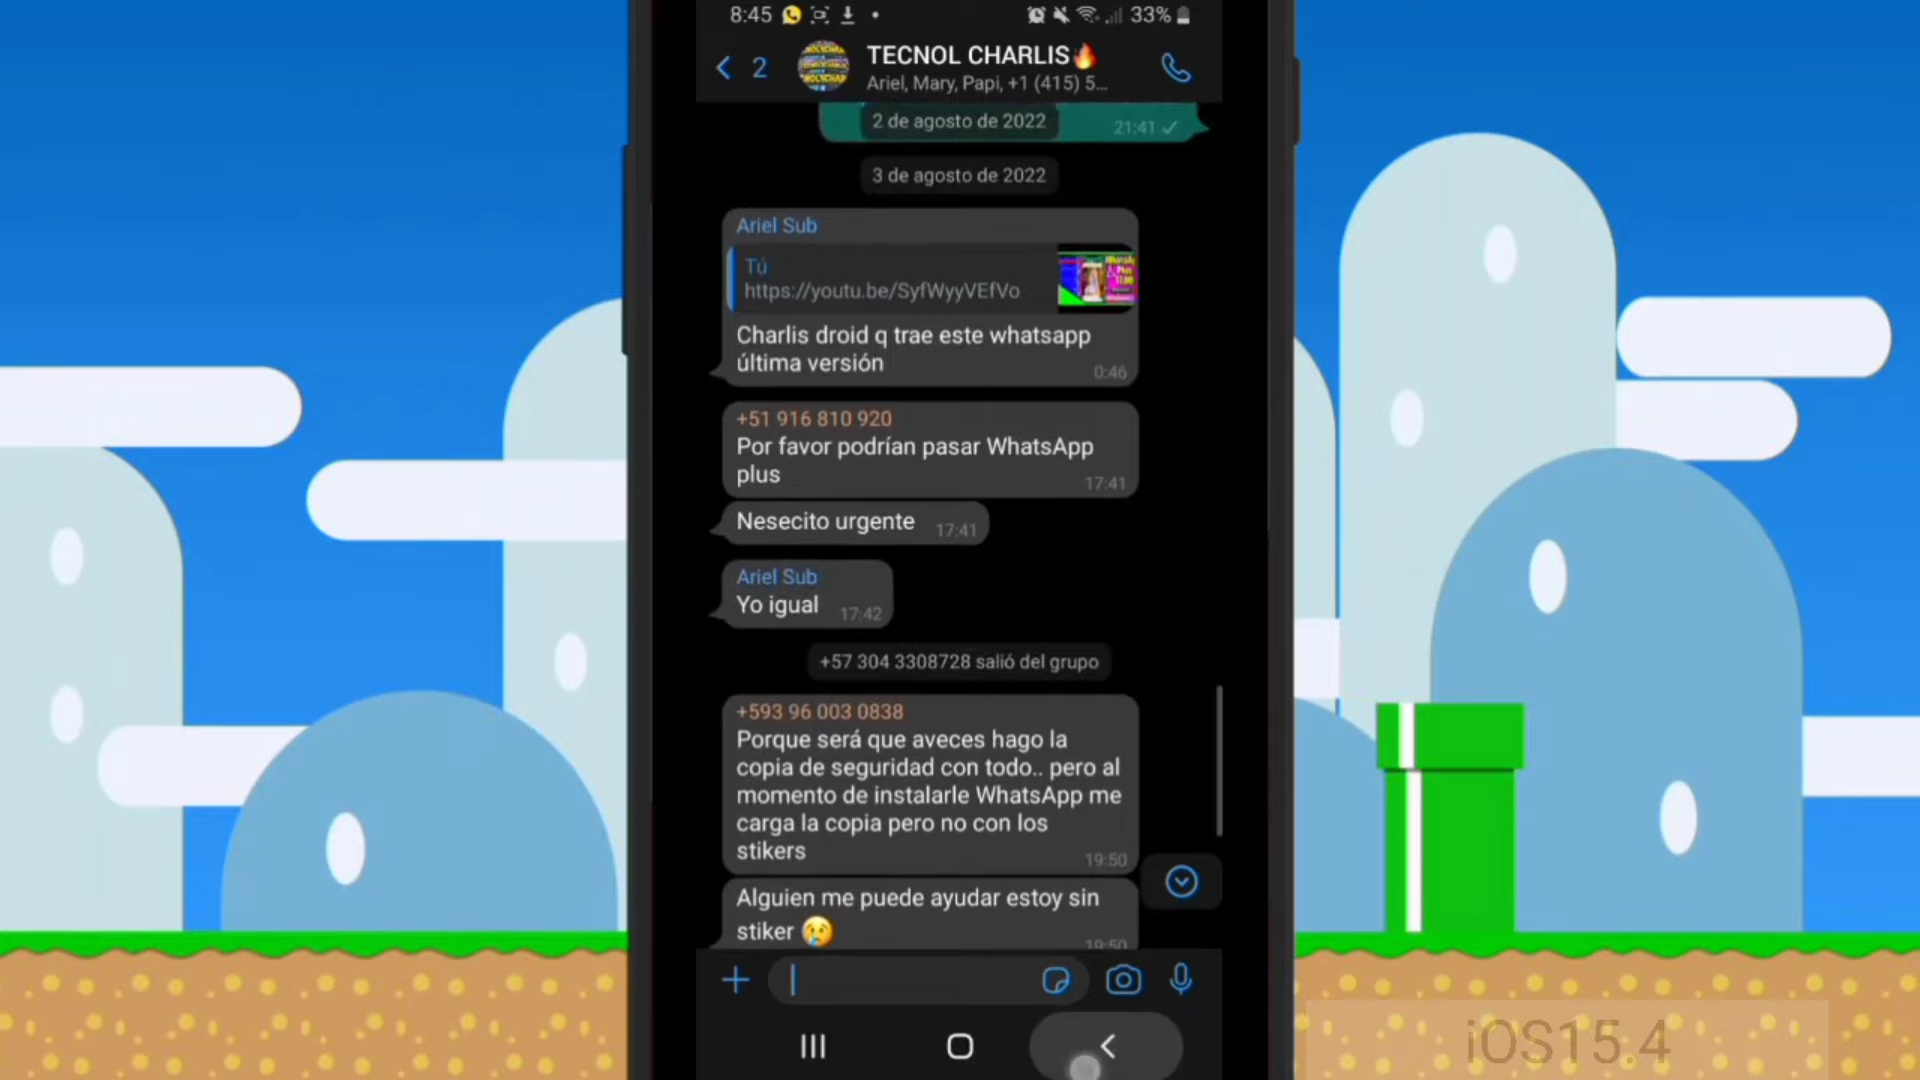 8:45
33%
2
TECNOL CHARLIS🔥
Ariel, Mary, Papi, +1 (415) 5...
2 de agosto de 2022
21:41
3 de agosto de 2022
Ariel Sub
Tú
https://youtu.be/SyfWyyVEfVo
Charlis droid q trae este whatsapp
última versión
0:46
+51 916 810 920
Por favor podrían pasar WhatsApp
plus
17:41
Nesecito urgente
17:41
Ariel Sub
Yo igual
17:42
+57 304 3308728 salió del grupo
+593 96 003 0838
Porque será que aveces hago la
copia de seguridad con todo.. pero al
momento de instalarle WhatsApp me
carga la copia pero no con los
stikers
19:50
Alguien me puede ayudar estoy sin
stiker 😢
19:50
iOS15.4